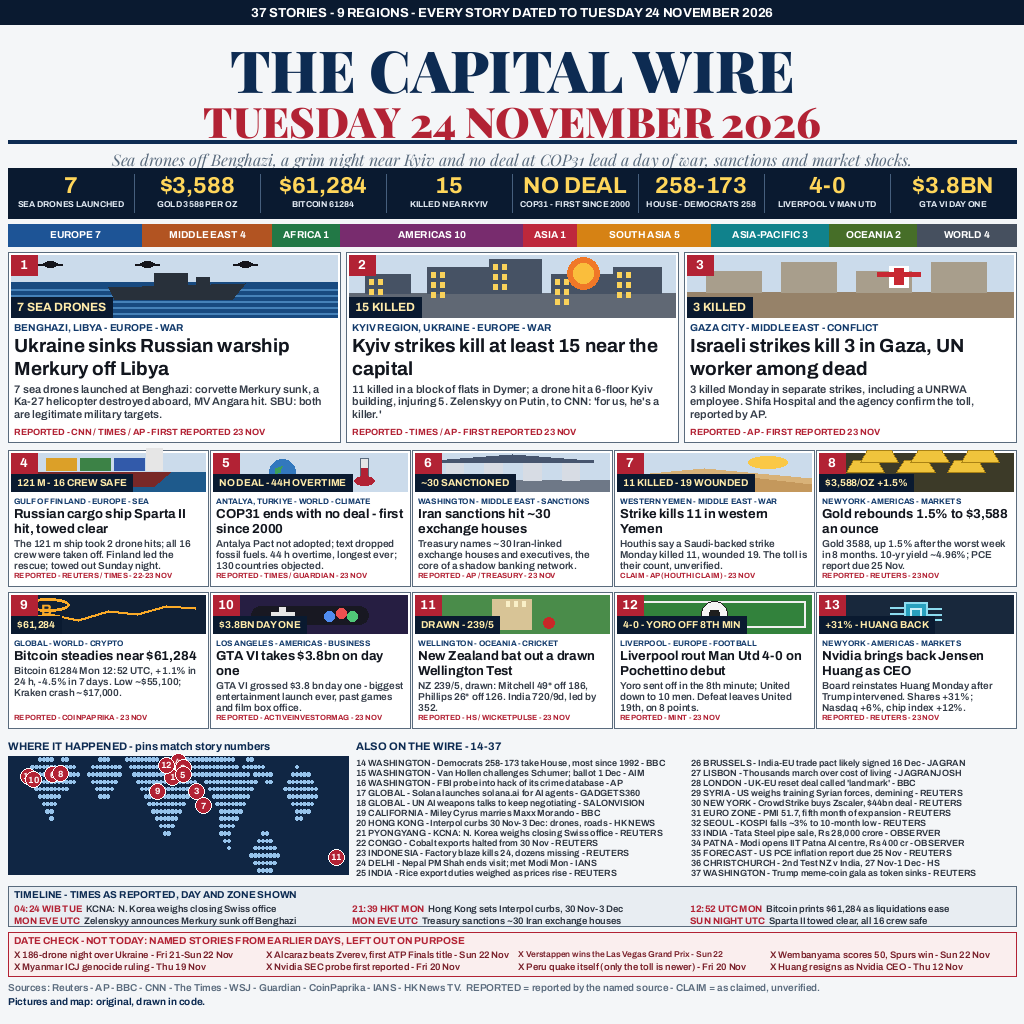 37 STORIES - 9 REGIONS - EVERY STORY DATED TO TUESDAY 24 NOVEMBER 2026
THE CAPITAL WIRE
TUESDAY 24 NOVEMBER 2026
Sea drones off Benghazi, a grim night near Kyiv and no deal at COP31 lead a day of war, sanctions and market shocks.
7 $3,588 $61,284 15 NO DEAL 258-173 4-0 $3.8BN
SEA DRONES LAUNCHED GOLD 3588 PER OZ BITCOIN 61284 KILLED NEAR KYIV COP31 - FIRST SINCE 2000 HOUSE - DEMOCRATS 258 LIVERPOOL V MAN UTD GTA VI DAY ONE
EUROPE 7 MIDDLE EAST 4 AFRICA 1 AMERICAS 10 ASIA 1 SOUTH ASIA 5 ASIA-PACIFIC 3 OCEANIA 2 WORLD 4
1
7 SEA DRONES
BENGHAZI, LIBYA - EUROPE - WAR
Ukraine sinks Russian warship
Merkury off Libya
7 sea drones launched at Benghazi: corvette Merkury sunk, a
Ka-27 helicopter destroyed aboard, MV Angara hit. SBU: both
are legitimate military targets.
REPORTED - CNN / TIMES / AP - FIRST REPORTED 23 NOV
2
15 KILLED
KYIV REGION, UKRAINE - EUROPE - WAR
Kyiv strikes kill at least 15 near the
capital
11 killed in a block of flats in Dymer; a drone hit a 6-floor Kyiv
building, injuring 5. Zelenskyy on Putin, to CNN: 'for us, he's a
killer.'
REPORTED - TIMES / AP - FIRST REPORTED 23 NOV
3
3 KILLED
GAZA CITY - MIDDLE EAST - CONFLICT
Israeli strikes kill 3 in Gaza, UN
worker among dead
3 killed Monday in separate strikes, including a UNRWA
employee. Shifa Hospital and the agency confirm the toll,
reported by AP.
REPORTED - AP - FIRST REPORTED 23 NOV
4
121 M - 16 CREW SAFE
GULF OF FINLAND - EUROPE - SEA
Russian cargo ship Sparta II
hit, towed clear
The 121 m ship took 2 drone hits; all 16
crew were taken off. Finland led the
rescue; towed out Sunday night.
REPORTED - REUTERS / TIMES - 22-23 NOV
5
NO DEAL - 44H OVERTIME
ANTALYA, TURKIYE - WORLD - CLIMATE
COP31 ends with no deal - first
since 2000
Antalya Pact not adopted; text dropped
fossil fuels. 44 h overtime, longest ever;
130 countries objected.
REPORTED - TIMES / GUARDIAN - 23 NOV
6
~30 SANCTIONED
WASHINGTON - MIDDLE EAST - SANCTIONS
Iran sanctions hit ~30
exchange houses
Treasury names ~30 Iran-linked
exchange houses and executives, the
core of a shadow banking network.
REPORTED - AP / TREASURY - 23 NOV
7
11 KILLED - 19 WOUNDED
WESTERN YEMEN - MIDDLE EAST - WAR
Strike kills 11 in western
Yemen
Houthis say a Saudi-backed strike
Monday killed 11, wounded 19. The toll is
their count, unverified.
CLAIM - AP (HOUTHI CLAIM) - 23 NOV
8
$3,588/OZ +1.5%
NEW YORK - AMERICAS - MARKETS
Gold rebounds 1.5% to $3,588
an ounce
Gold 3588, up 1.5% after the worst week
in 8 months. 10-yr yield ~4.96%; PCE
report due 25 Nov.
REPORTED - REUTERS - 23 NOV
9
B
$61,284
GLOBAL - WORLD - CRYPTO
Bitcoin steadies near $61,284
Bitcoin 61284 Mon 12:52 UTC, +1.1% in
24 h, -4.5% in 7 days. Low ~$55,100;
Kraken crash ~$17,000.
REPORTED - COINPAPRIKA - 23 NOV
10
$3.8BN DAY ONE
LOS ANGELES - AMERICAS - BUSINESS
GTA VI takes $3.8bn on day
one
GTA VI grossed $3.8 bn day one - biggest
entertainment launch ever, past games
and film box office.
REPORTED - ACTIVEINVESTORMAG - 23 NOV
11
DRAWN - 239/5
WELLINGTON - OCEANIA - CRICKET
New Zealand bat out a drawn
Wellington Test
NZ 239/5, drawn: Mitchell 49* off 186,
Phillips 26* off 126. India 720/9d, led by
352.
REPORTED - HS / WICKETPULSE - 23 NOV
12
4-0 - YORO OFF 8TH MIN
LIVERPOOL - EUROPE - FOOTBALL
Liverpool rout Man Utd 4-0 on
Pochettino debut
Yoro sent off in the 8th minute; United
down to 10 men. Defeat leaves United
19th, on 8 points.
REPORTED - MINT - 23 NOV
13
+31% - HUANG BACK
NEW YORK - AMERICAS - MARKETS
Nvidia brings back Jensen
Huang as CEO
Board reinstates Huang Monday after
Trump intervened. Shares +31%;
Nasdaq +6%, chip index +12%.
REPORTED - REUTERS - 23 NOV
WHERE IT HAPPENED - pins match story numbers
10 8 12 5 9 3 7 11
ALSO ON THE WIRE - 14-37
14 WASHINGTON - Democrats 258-173 take House, most since 1992 - BBC
15 WASHINGTON - Van Hollen challenges Schumer; ballot 1 Dec - AIM
16 WASHINGTON - FBI probe into hack of its crime database - AP
17 GLOBAL - Solana launches solana.ai for AI agents - GADGETS360
18 GLOBAL - UN AI weapons talks to keep negotiating - SALONVISION
19 CALIFORNIA - Miley Cyrus marries Maxx Morando - BBC
20 HONG KONG - Interpol curbs 30 Nov-3 Dec: drones, roads - HK NEWS
21 PYONGYANG - KCNA: N. Korea weighs closing Swiss office - REUTERS
22 CONGO - Cobalt exports halted from 30 Nov - REUTERS
23 INDONESIA - Factory blaze kills 24, dozens missing - REUTERS
24 DELHI - Nepal PM Shah ends visit; met Modi Mon - IANS
25 INDIA - Rice export duties weighed as prices rise - REUTERS
26 BRUSSELS - India-EU trade pact likely signed 16 Dec - JAGRAN
27 LISBON - Thousands march over cost of living - JAGRANJOSH
28 LONDON - UK-EU reset deal called 'landmark' - BBC
29 SYRIA - US weighs training Syrian forces, demining - REUTERS
30 NEW YORK - CrowdStrike buys Zscaler, $44bn deal - REUTERS
31 EURO ZONE - PMI 51.7, fifth month of expansion - REUTERS
32 SEOUL - KOSPI falls ~3% to 10-month low - REUTERS
33 INDIA - Tata Steel pipe sale, Rs 28,000 crore - OBSERVER
34 PATNA - Modi opens IIT Patna AI centre, Rs 400 cr - OBSERVER
35 FORECAST - US PCE inflation report due 25 Nov - REUTERS
36 CHRISTCHURCH - 2nd Test NZ v India, 27 Nov-1 Dec - HS
37 WASHINGTON - Trump meme-coin gala as token sinks - REUTERS
TIMELINE - TIMES AS REPORTED, DAY AND ZONE SHOWN
04:24 WIB TUE KCNA: N. Korea weighs closing Swiss office
21:39 HKT MON Hong Kong sets Interpol curbs, 30 Nov-3 Dec
12:52 UTC MON Bitcoin prints $61,284 as liquidations ease
MON EVE UTC Zelenskyy announces Merkury sunk off Benghazi
MON EVE UTC Treasury sanctions ~30 Iran exchange houses
SUN NIGHT UTC Sparta II towed clear, all 16 crew safe
DATE CHECK - NOT TODAY: NAMED STORIES FROM EARLIER DAYS, LEFT OUT ON PURPOSE
X 186-drone night over Ukraine - Fri 21-Sun 22 Nov
X Alcaraz beats Zverev, first ATP Finals title - Sun 22 Nov
X Verstappen wins the Las Vegas Grand Prix - Sun 22
X Wembanyama scores 50, Spurs win - Sun 22 Nov
X Myanmar ICJ genocide ruling - Thu 19 Nov
X Nvidia SEC probe first reported - Fri 20 Nov
X Peru quake itself (only the toll is newer) - Fri 20 Nov
X Huang resigns as Nvidia CEO - Thu 12 Nov
Sources: Reuters - AP - BBC - CNN - The Times - WSJ - Guardian - CoinPaprika - IANS - HK News TV. REPORTED = reported by the named source - CLAIM = as claimed, unverified.
Pictures and map: original, drawn in code.